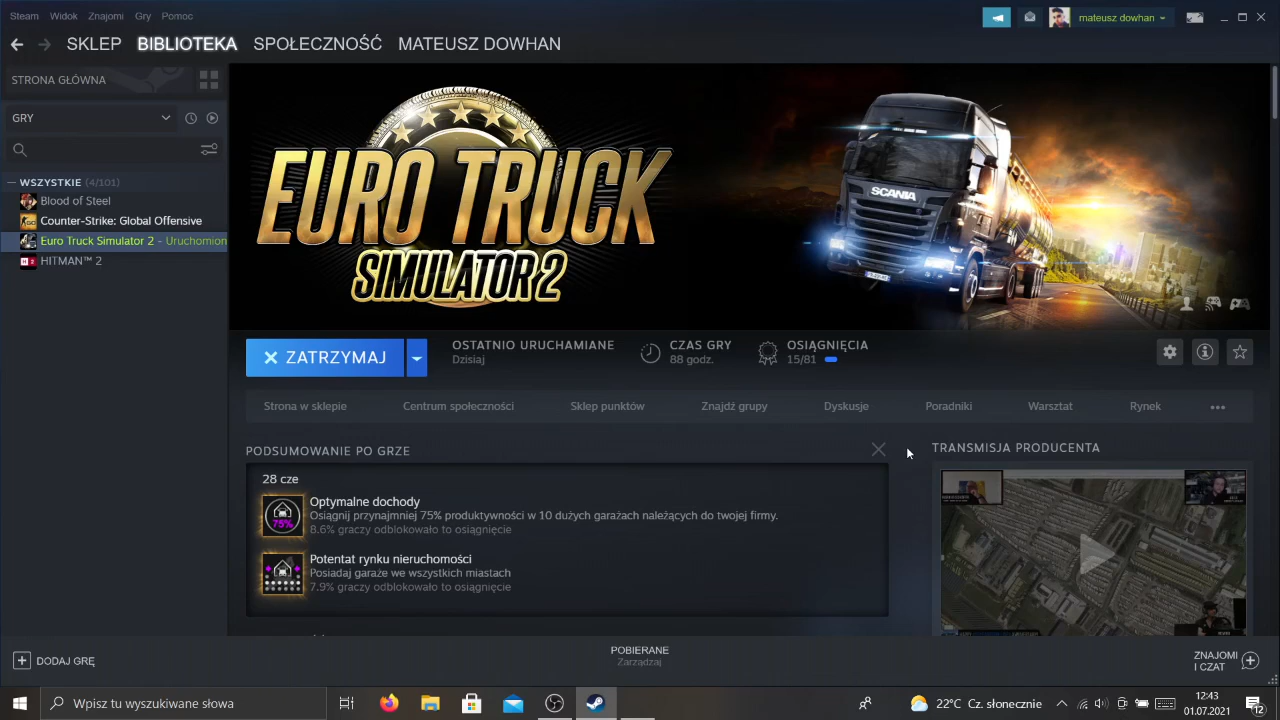 Steam Widok Znajomi Gry Pomoc
mateusz dowhan
SKLEP BIBLIOTEKA SPOŁECZNOŚĆ MATEUSZ DOWHAN
STRONA GŁÓWNA
GRY
WSZYSTKIE (4/101)
Blood of Steel
Counter-Strike: Global Offensive
Euro Truck Simulator 2 - Uruchomion
HITMAN™ 2
EURO TRUCK
SIMULATOR 2
SCANIA
ZATRZYMAJ
OSTATNIO URUCHAMIANE
Dzisiaj
CZAS GRY
88 godz.
OSIĄGNIĘCIA
15/81
Strona w sklepie Centrum społeczności Sklep punktów Znajdź grupy Dyskusje Poradniki Warsztat Rynek
PODSUMOWANIE PO GRZE
28 cze
75%
Optymalne dochody
Osiągnij przynajmniej 75% produktywności w 10 dużych garażach należących do twojej firmy.
8.6% graczy odblokowało to osiągnięcie
Potentat rynku nieruchomości
Posiadaj garaże we wszystkich miastach
7.9% graczy odblokowało to osiągnięcie
TRANSMISJA PRODUCENTA
DODAJ GRĘ
POBIERANE
Zarządzaj
ZNAJOMI
I CZAT
Wpisz tu wyszukiwane słowa
22°C Cz. słonecznie
12:43
01.07.2021
12